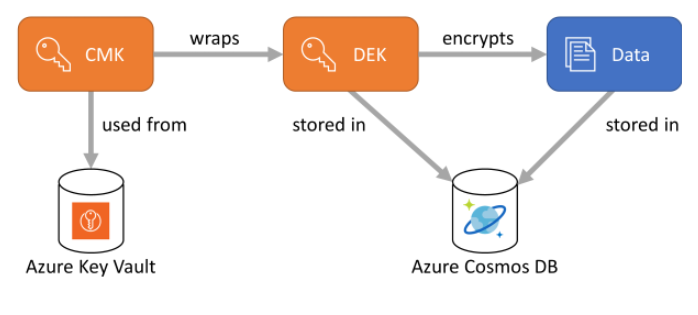 CMK
wraps
DEK
encrypts
Data
used from
stored in
stored in
Azure Key Vault
Azure Cosmos DB